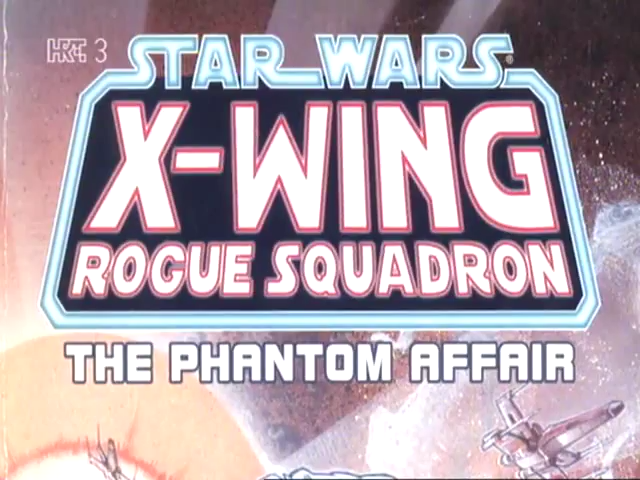 HRT 3
STAR WARS®
X-WING
ROGUE SQUADRON
THE PHANTOM AFFAIR